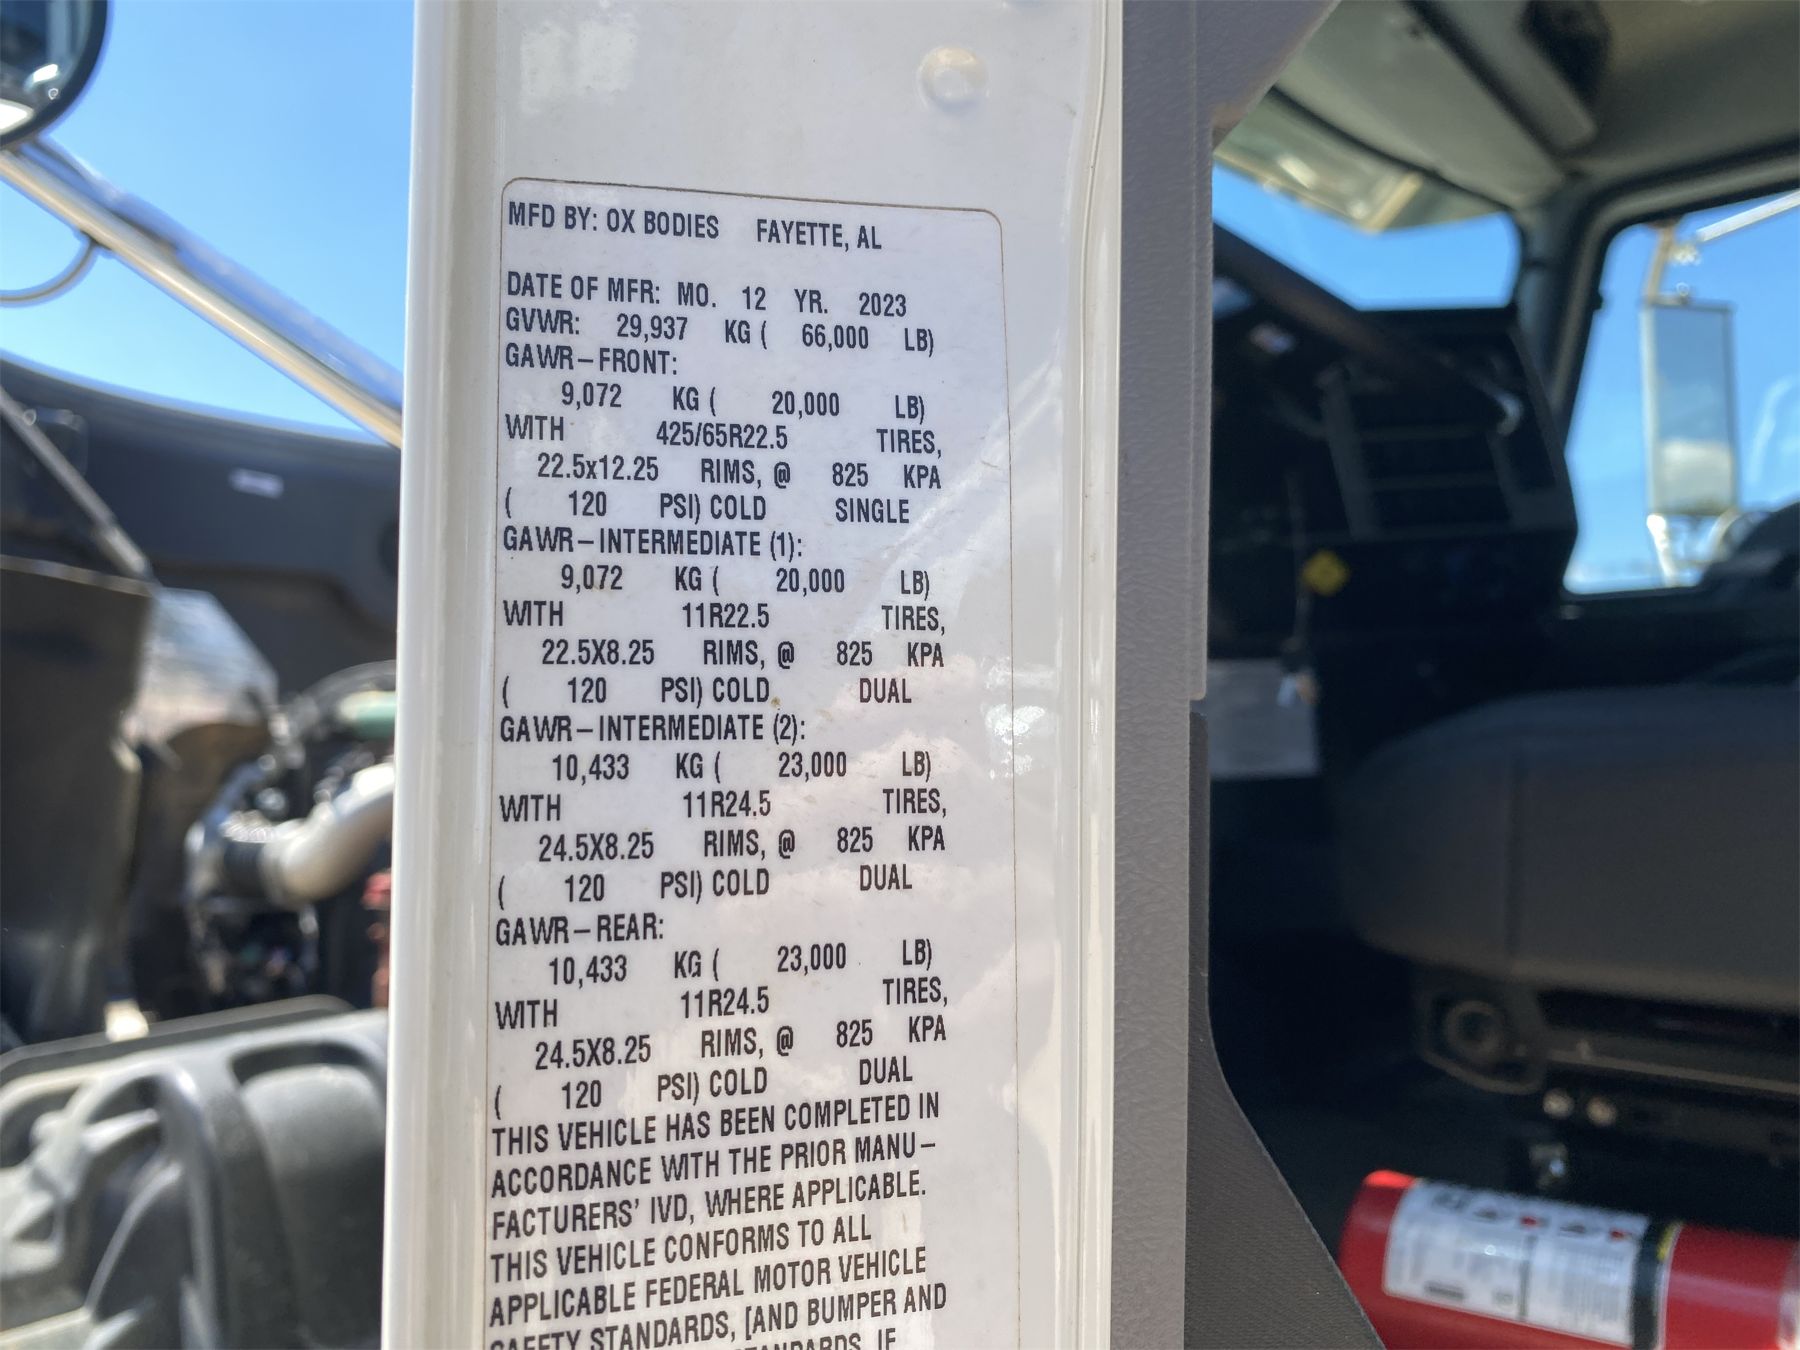 MFD BY: OX BODIES FAYETTE, AL
DATE OF MFR: MO. 12 YR. 2023
GVWR: 29,937 KG ( 66,000 LB)
GAWR–FRONT:
9,072 KG ( 20,000 LB)
WITH 425/65R22.5 TIRES,
22.5x12.25 RIMS, @ 825 KPA
( 120 PSI) COLD SINGLE
GAWR–INTERMEDIATE (1):
9,072 KG ( 20,000 LB)
WITH 11R22.5 TIRES,
22.5X8.25 RIMS, @ 825 KPA
( 120 PSI) COLD DUAL
GAWR–INTERMEDIATE (2):
10,433 KG ( 23,000 LB)
WITH 11R24.5 TIRES,
24.5X8.25 RIMS, @ 825 KPA
( 120 PSI) COLD DUAL
GAWR–REAR:
10,433 KG ( 23,000 LB)
WITH 11R24.5 TIRES,
24.5X8.25 RIMS, @ 825 KPA
( 120 PSI) COLD DUAL
THIS VEHICLE HAS BEEN COMPLETED IN
ACCORDANCE WITH THE PRIOR MANU–
FACTURERS' IVD, WHERE APPLICABLE.
THIS VEHICLE CONFORMS TO ALL
APPLICABLE FEDERAL MOTOR VEHICLE
SAFETY STANDARDS, [AND BUMPER AND
STANDARDS, IF